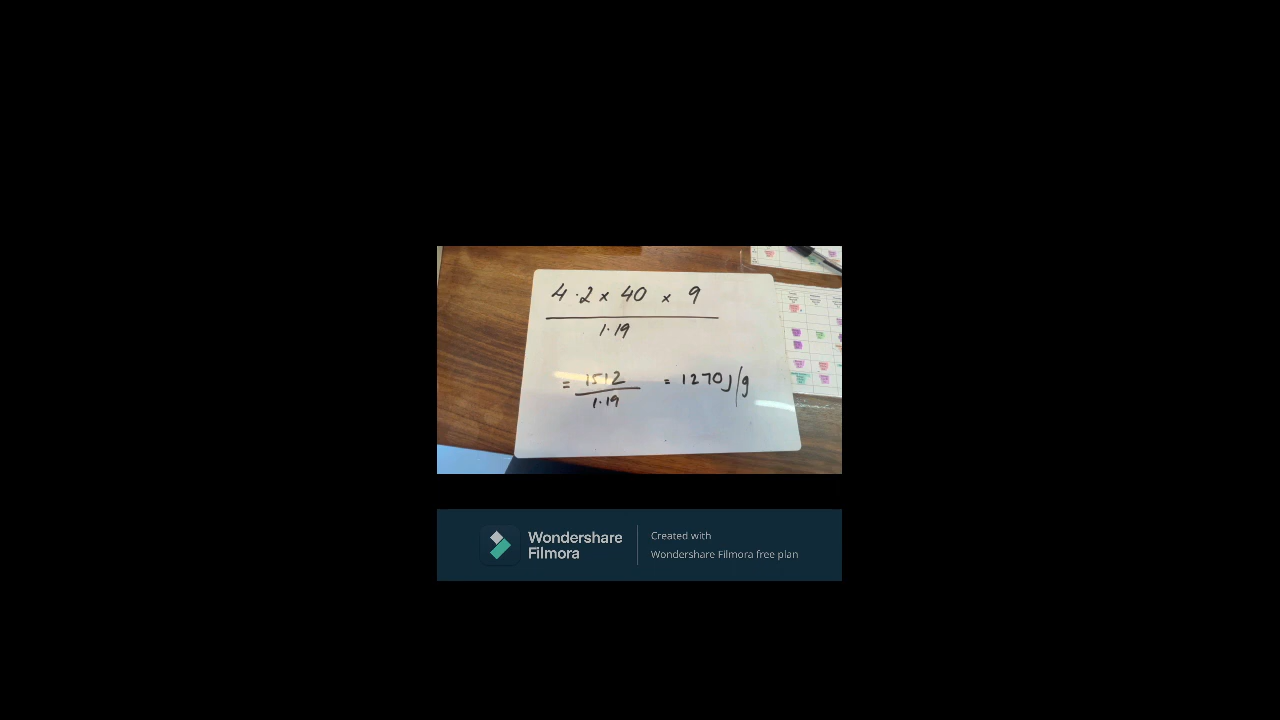 4.2 x 40 x 9
1.19
= 1512 = 1270J/g
1.19
Wondershare
Filmora
Created with
Wondershare Filmora free plan